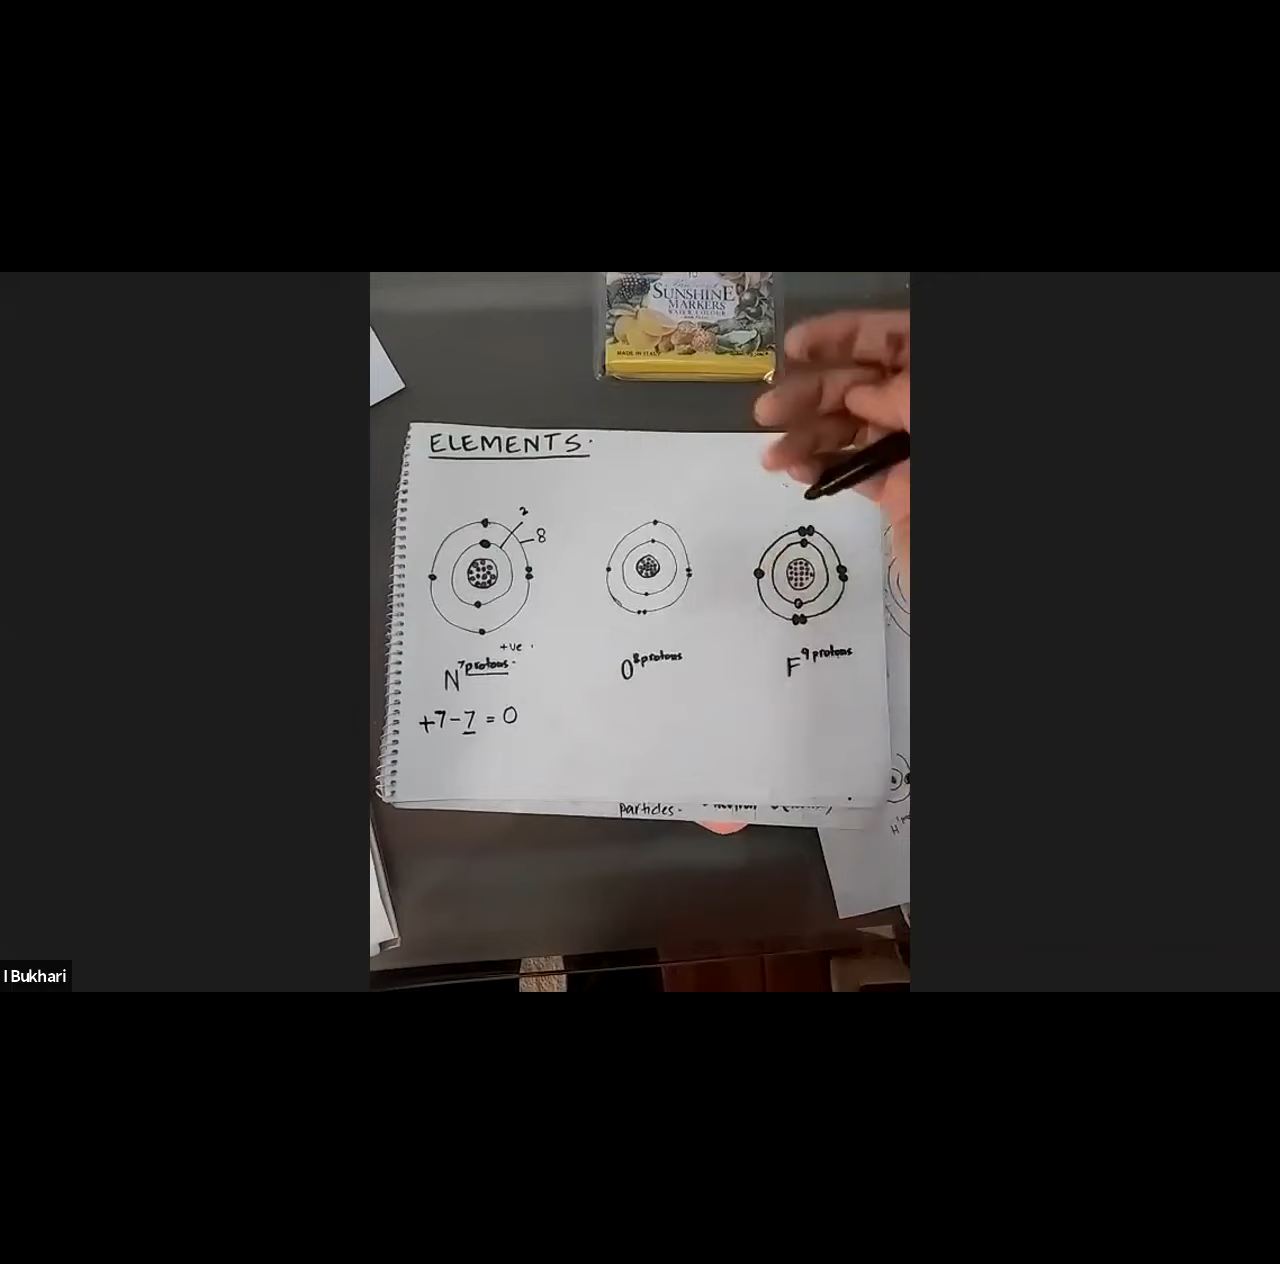 SUNSHINE
MARKERS
WATER COLOUR
MADE IN ITALY
ELEMENTS.
2
8
+ve .
N 7 protons.
O 8 protons
F 9 protons
+7-7 = 0
particles.
I Bukhari